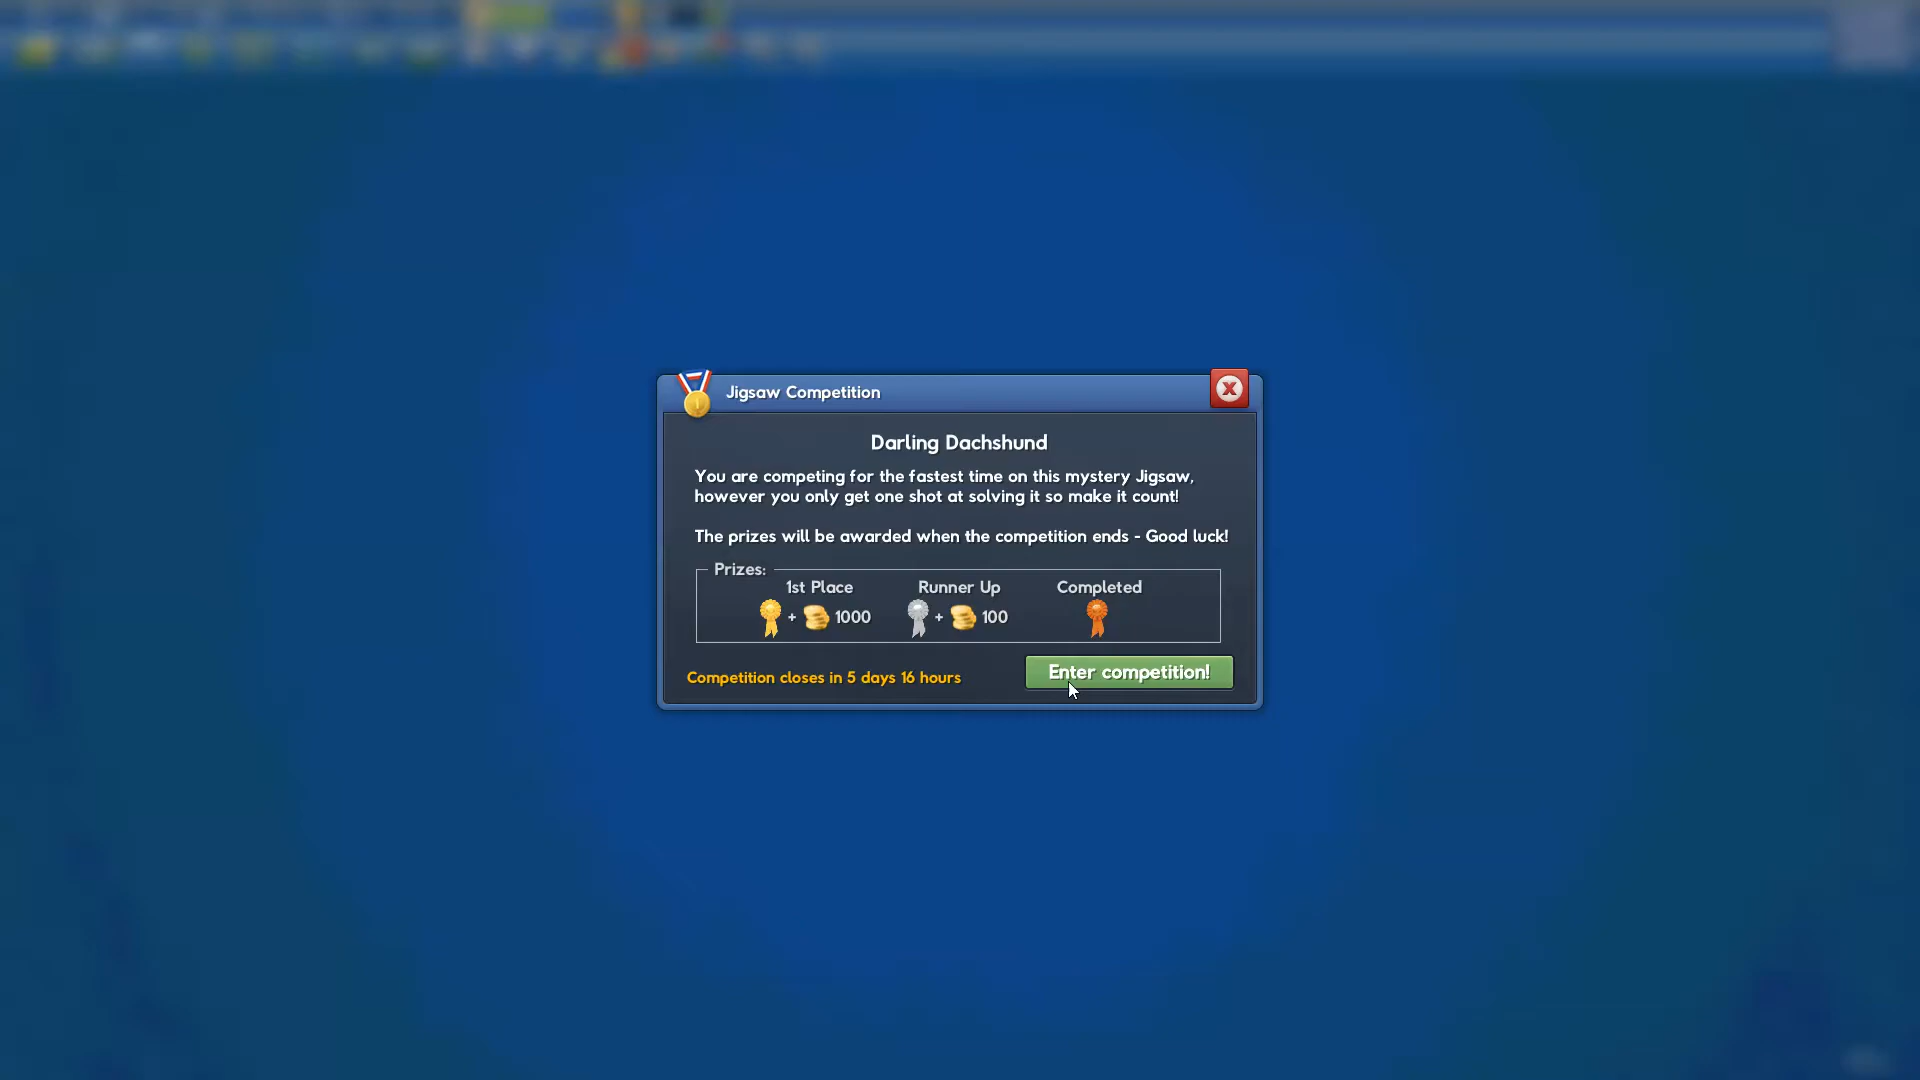 Jigsaw Competition
Darling Dachshund
You are competing for the fastest time on this mystery Jigsaw,
however you only get one shot at solving it so make it count!
The prizes will be awarded when the competition ends - Good luck!
Prizes:
1st Place Runner Up Completed
+ 1000 + 100
Competition closes in 5 days 16 hours
Enter competition!